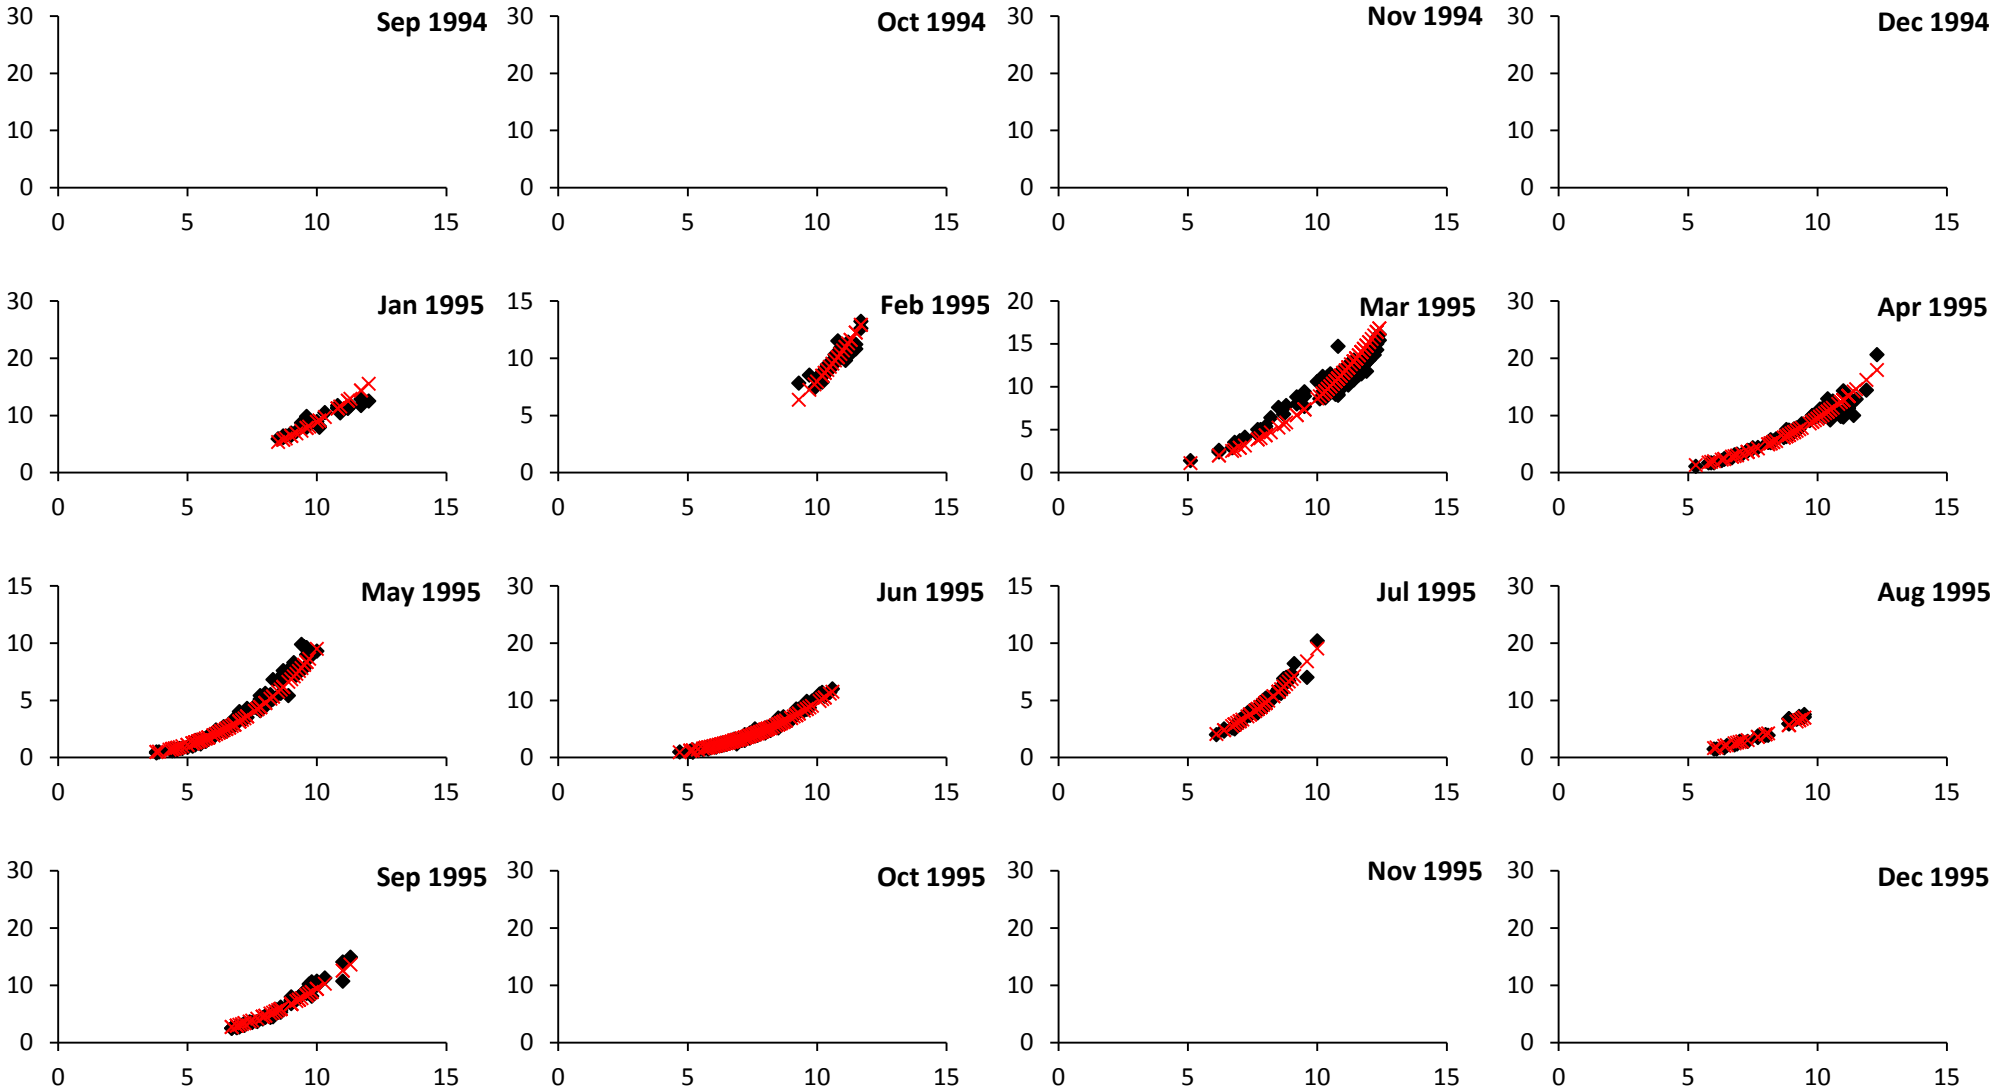 Sep 1994
30
20
10
0
0 5 10 15
Oct 1994
30
20
10
0
0 5 10 15
Nov 1994
30
20
10
0
0 5 10 15
Dec 1994
30
20
10
0
0 5 10 15
Jan 1995
30
20
10
0
0 5 10 15
Feb 1995
15
10
5
0
0 5 10 15
Mar 1995
20
15
10
5
0
0 5 10 15
Apr 1995
30
20
10
0
0 5 10 15
May 1995
15
10
5
0
0 5 10 15
Jun 1995
30
20
10
0
0 5 10 15
Jul 1995
15
10
5
0
0 5 10 15
Aug 1995
30
20
10
0
0 5 10 15
Sep 1995
30
20
10
0
0 5 10 15
Oct 1995
30
20
10
0
0 5 10 15
Nov 1995
30
20
10
0
0 5 10 15
Dec 1995
30
20
10
0
0 5 10 15